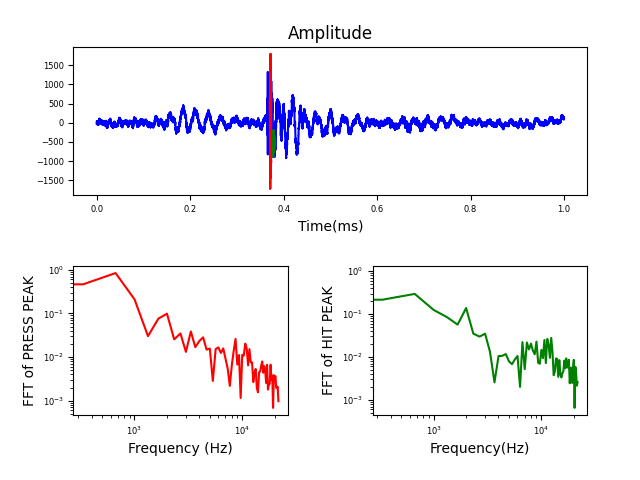 Amplitude
1500
1000
500
0
−500
−1000
−1500
0.0 0.2 0.4 0.6 0.8 1.0
Time(ms)
FFT of PRESS PEAK
10⁰
10⁻¹
10⁻²
10⁻³
10³ 10⁴
Frequency (Hz)
FFT of HIT PEAK
10⁰
10⁻¹
10⁻²
10⁻³
10³ 10⁴
Frequency(Hz)